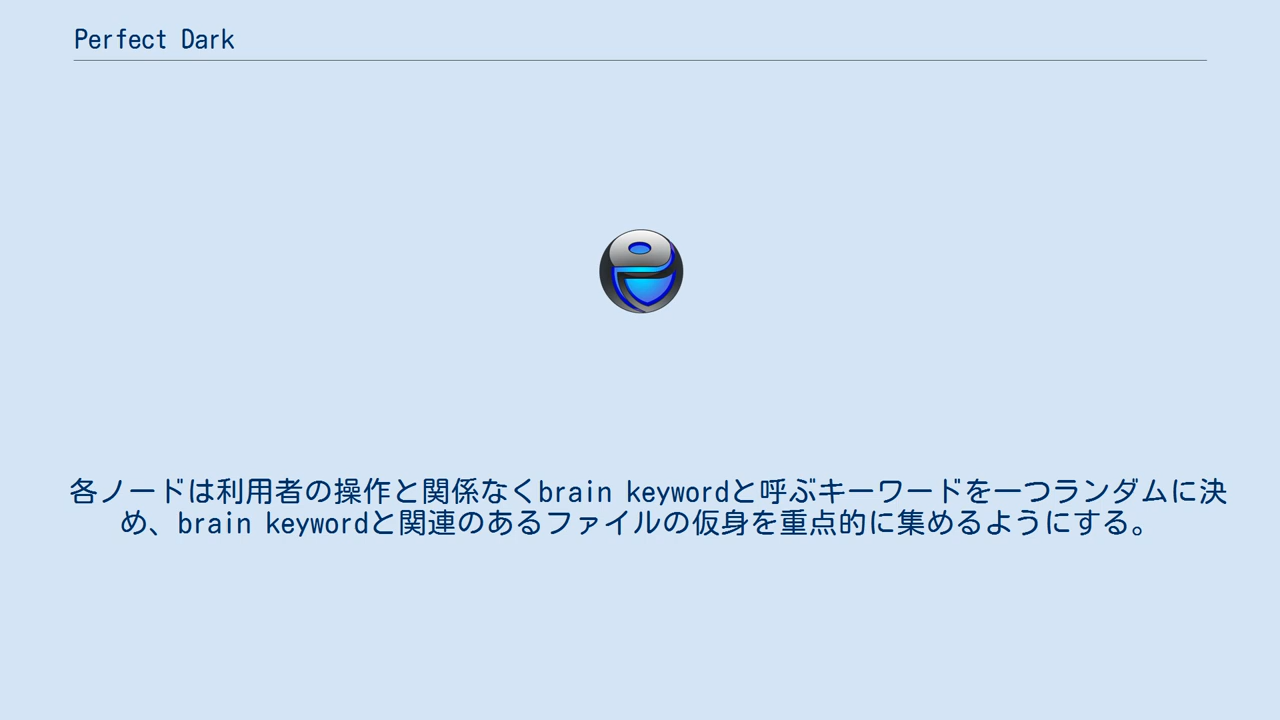 Perfect Dark
各ノードは利用者の操作と関係なくbrain keywordと呼ぶキーワードを一つランダムに決
め、brain keywordと関連のあるファイルの仮身を重点的に集めるようにする。